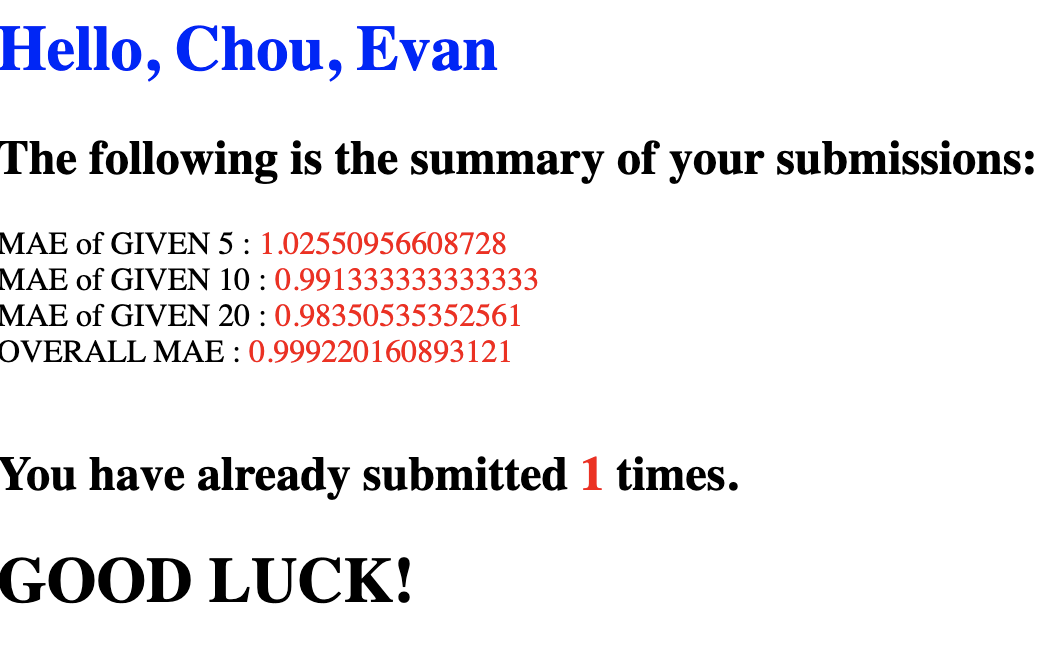 Hello, Chou, Evan
The following is the summary of your submissions:
MAE of GIVEN 5 : 1.02550956608728
MAE of GIVEN 10 : 0.991333333333333
MAE of GIVEN 20 : 0.98350535352561
OVERALL MAE : 0.999220160893121
You have already submitted 1 times.
GOOD LUCK!